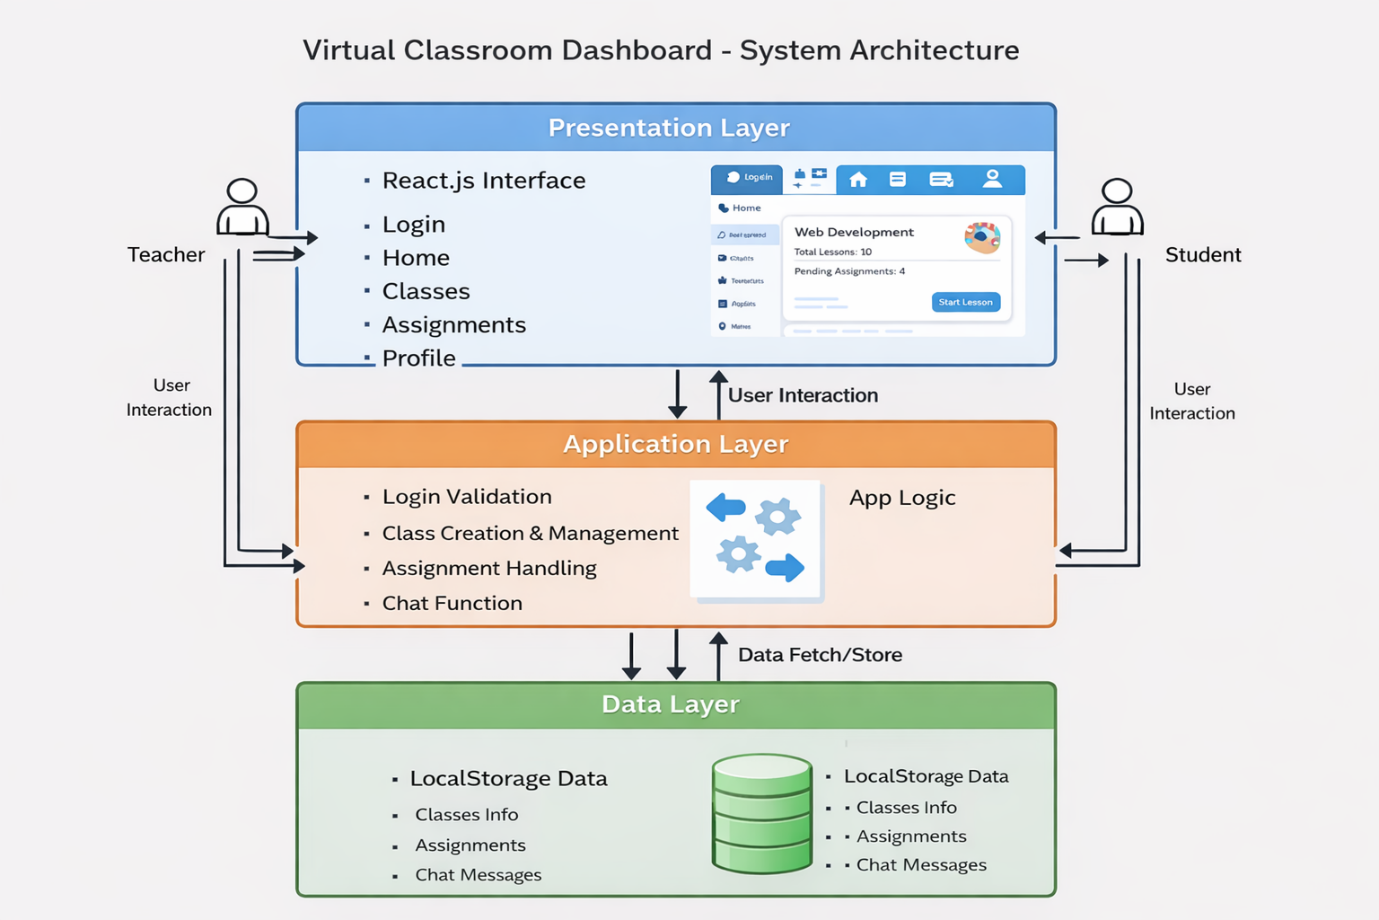 Virtual Classroom Dashboard - System Architecture
Presentation Layer
React.js Interface
Login
Home
Classes
Assignments
Profile
Home
Web Development
Total Lessons: 10
Pending Assignments: 4
Start Lesson
Teacher
Student
User
Interaction
User Interaction
User
Interaction
Application Layer
Login Validation
Class Creation & Management
Assignment Handling
Chat Function
App Logic
Data Fetch/Store
Data Layer
LocalStorage Data
Classes Info
Assignments
Chat Messages
LocalStorage Data
Classes Info
Assignments
Chat Messages